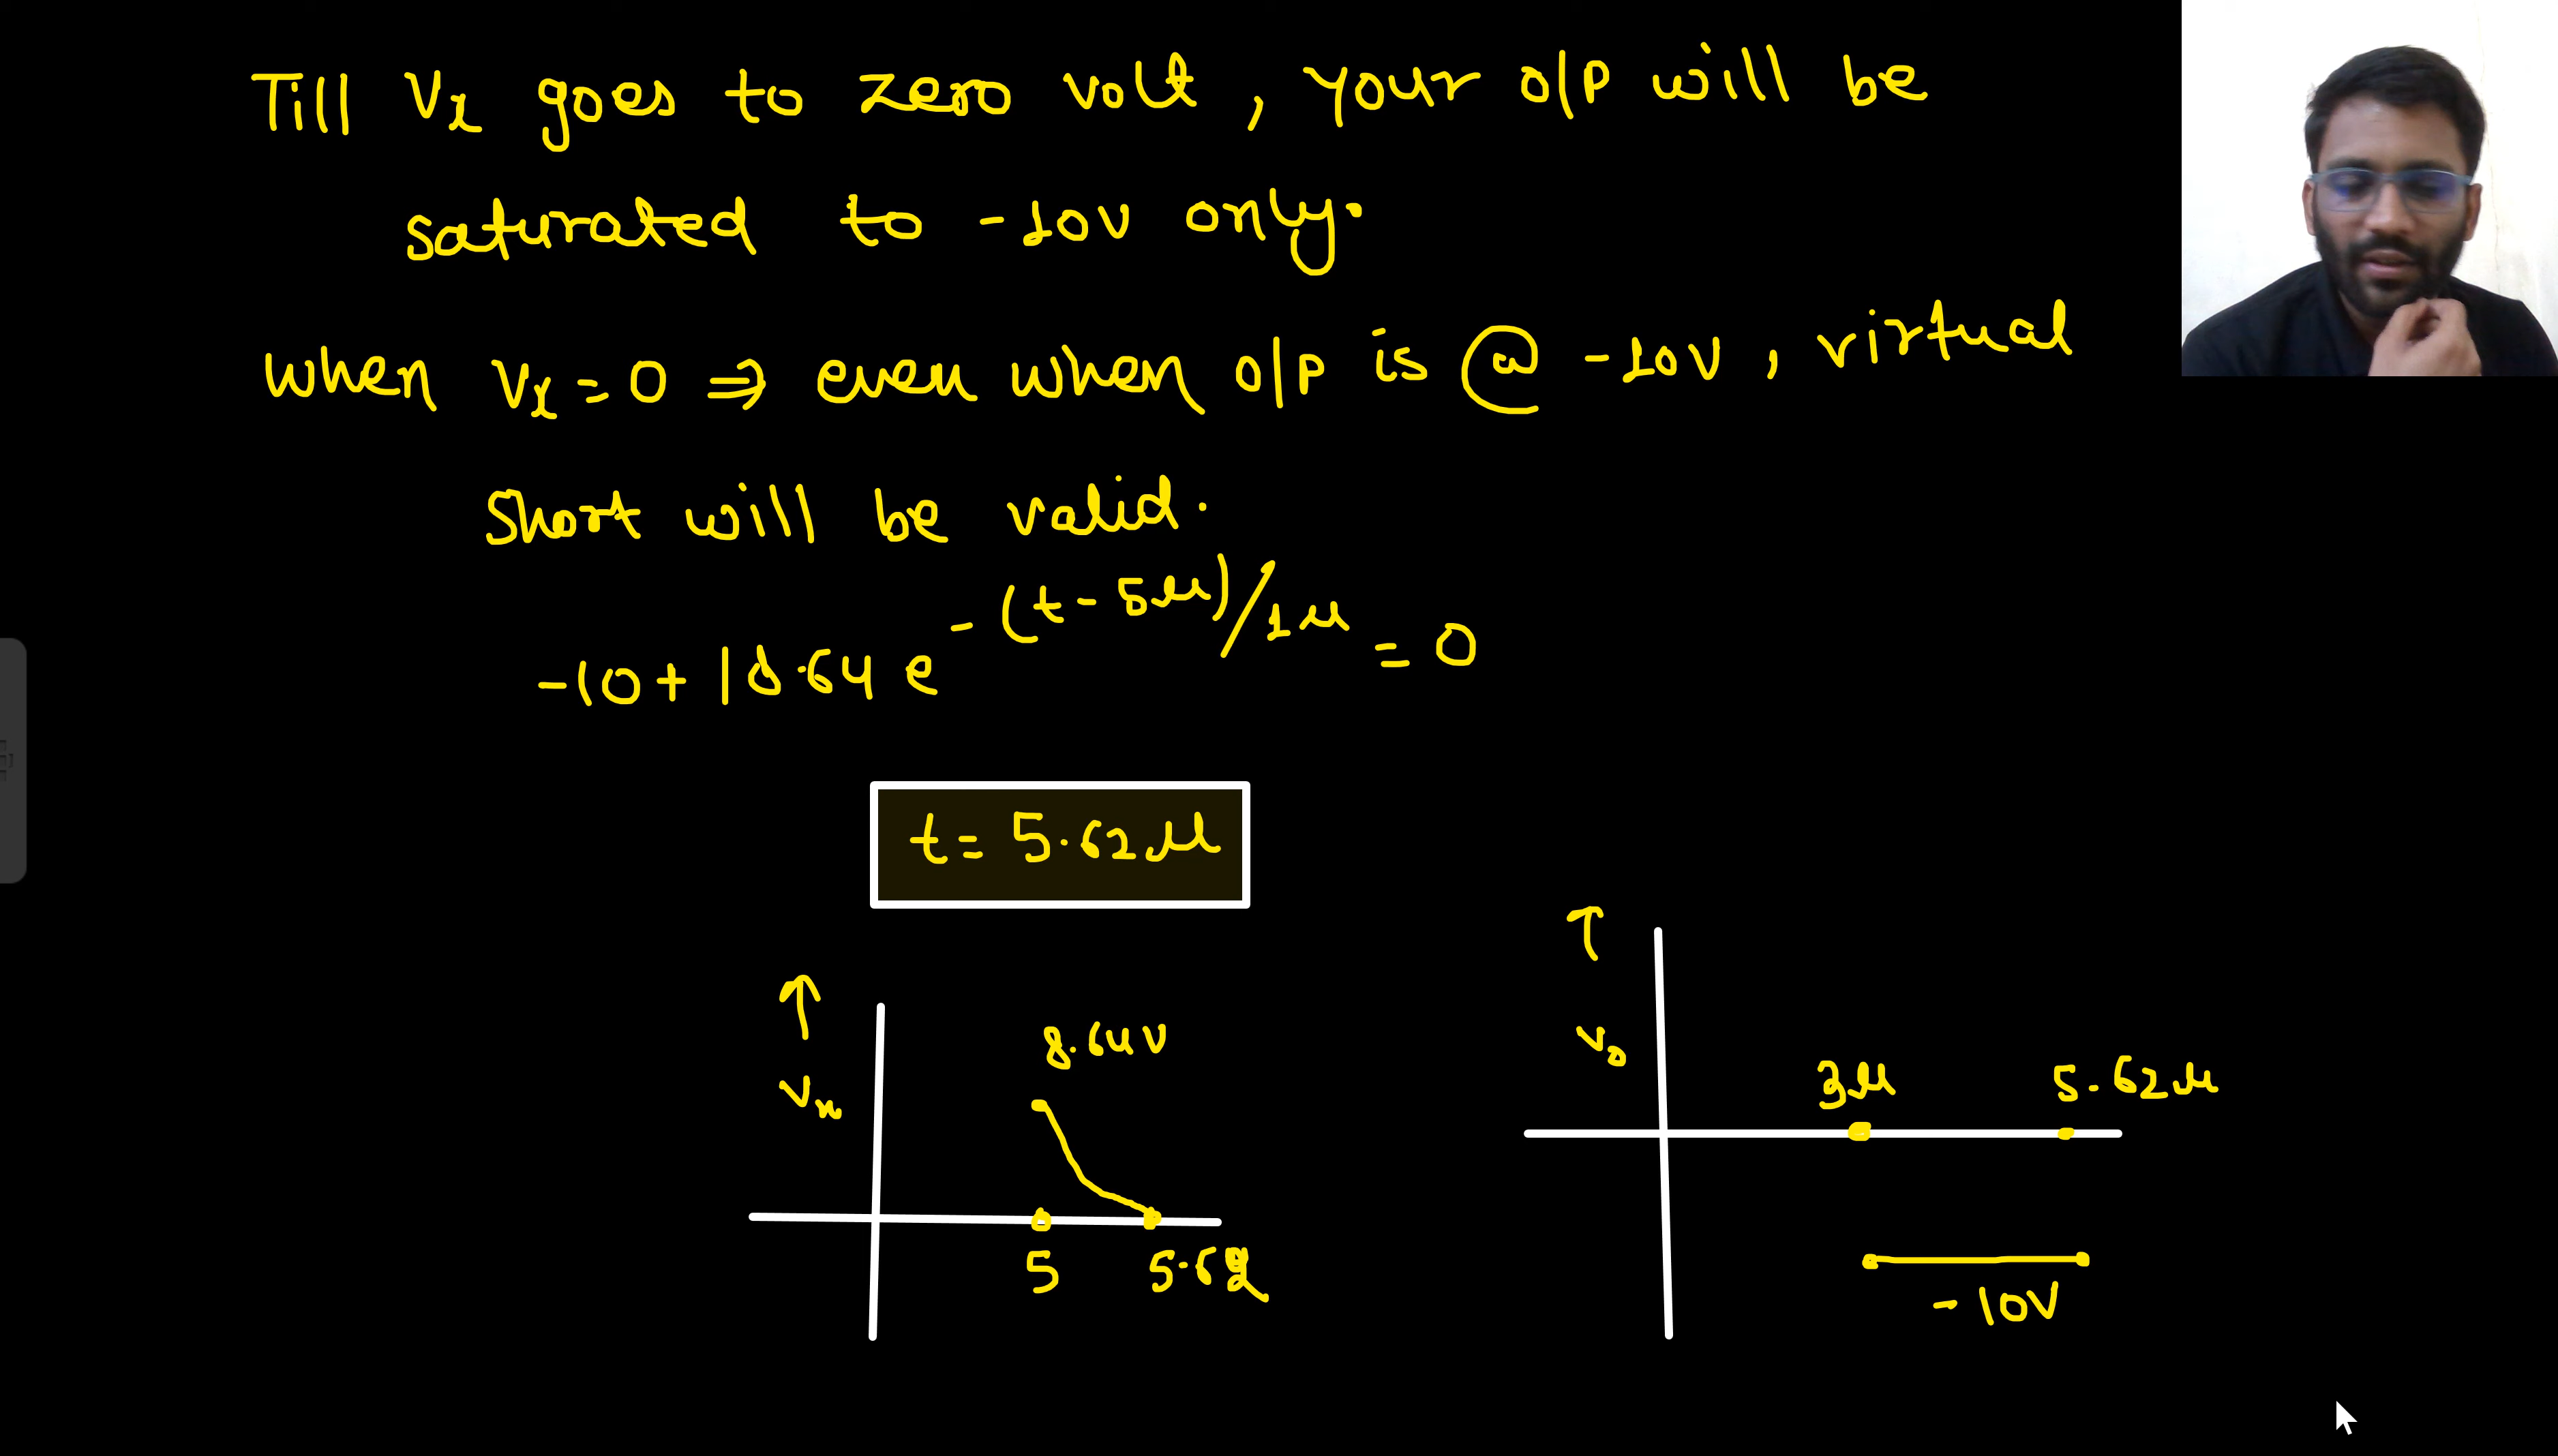 Till Vx goes to zero volt, your o/p will be
saturated to -10v only.
when Vx = 0 ⇒ even when o/p is @ -10V, virtual
short will be valid.
-10 + 18.64 e^-(t-5μ)/1μ = 0
t = 5.62μ
↑
Vx
8.64V
5
5.62
↑
Vo
3μ
5.62μ
-10V